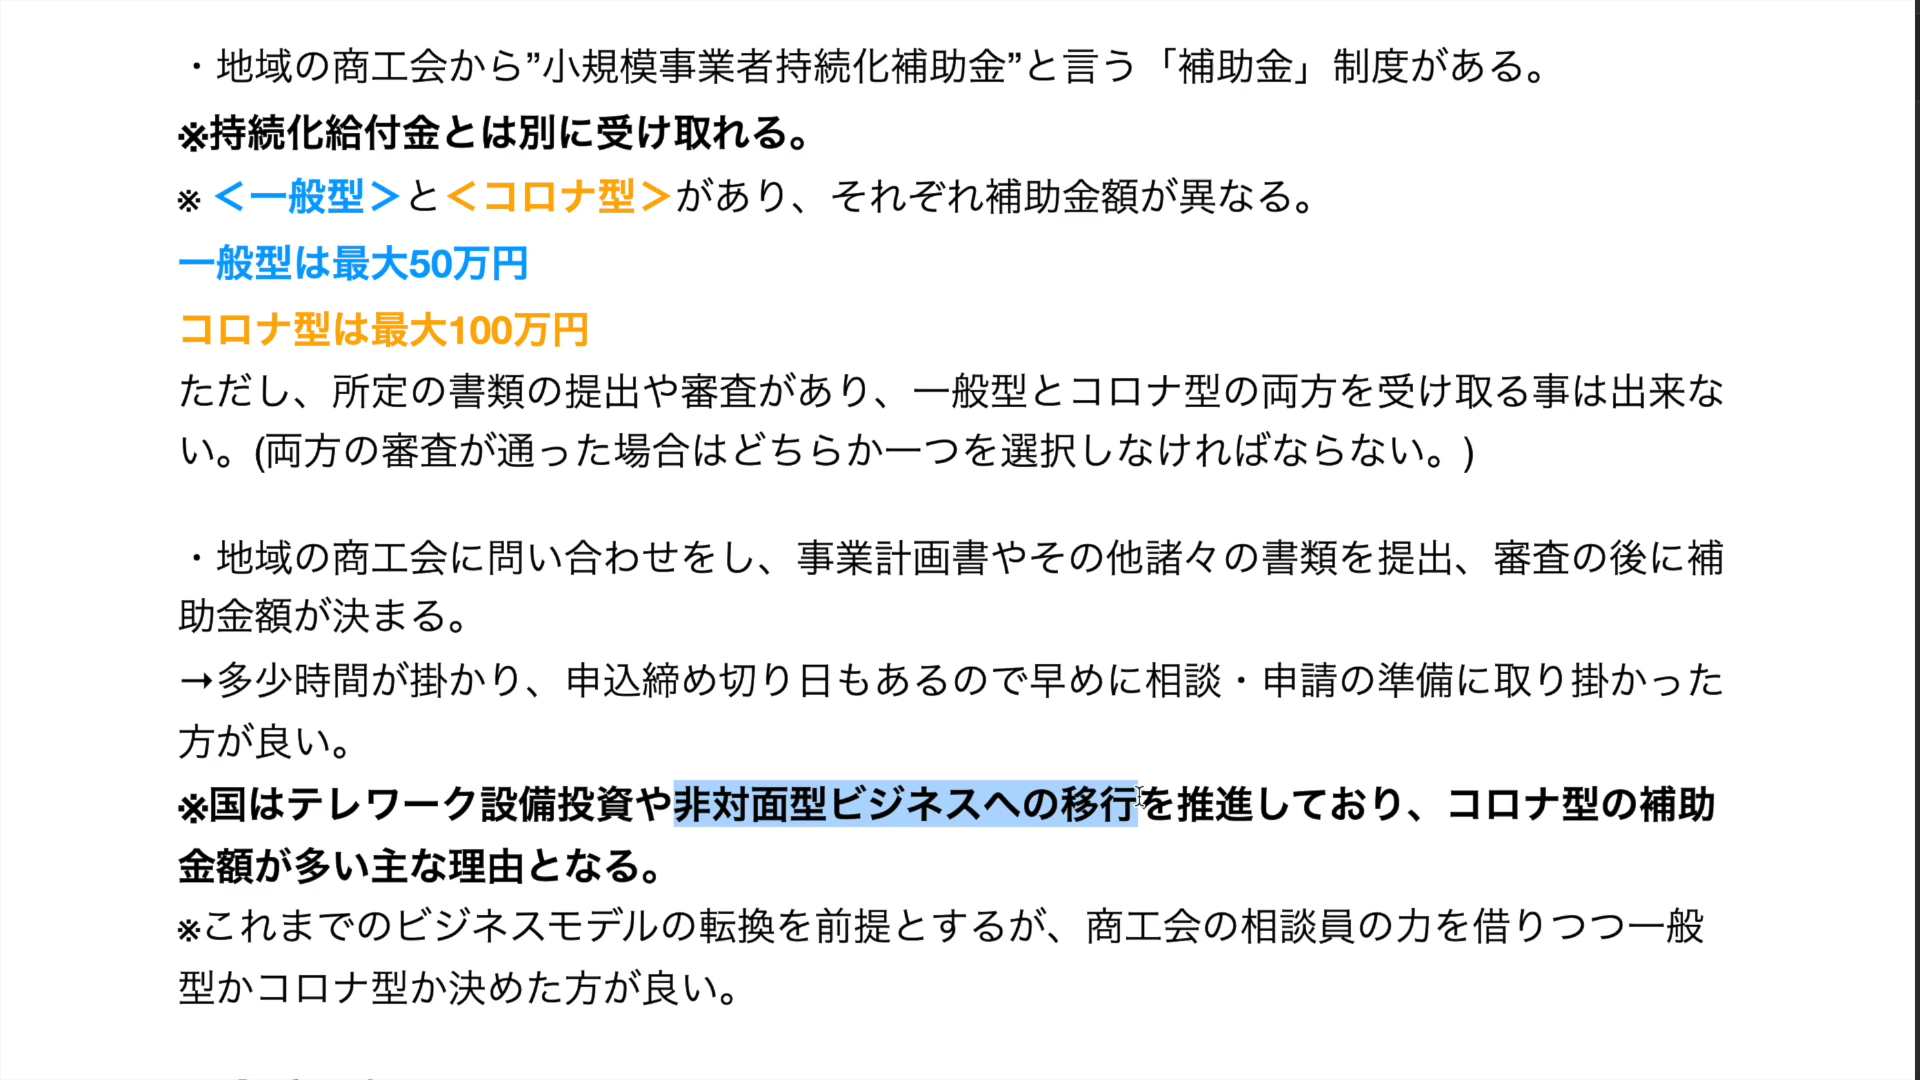 ・地域の商工会から”小規模事業者持続化補助金”と言う「補助金」制度がある。
※持続化給付金とは別に受け取れる。
※ ＜一般型＞と＜コロナ型＞があり、それぞれ補助金額が異なる。
一般型は最大50万円
コロナ型は最大100万円
ただし、所定の書類の提出や審査があり、一般型とコロナ型の両方を受け取る事は出来な
い。(両方の審査が通った場合はどちらか一つを選択しなければならない。)
・地域の商工会に問い合わせをし、事業計画書やその他諸々の書類を提出、審査の後に補
助金額が決まる。
→多少時間が掛かり、申込締め切り日もあるので早めに相談・申請の準備に取り掛かった
方が良い。
※国はテレワーク設備投資や非対面型ビジネスへの移行を推進しており、コロナ型の補助
金額が多い主な理由となる。
※これまでのビジネスモデルの転換を前提とするが、商工会の相談員の力を借りつつ一般
型かコロナ型か決めた方が良い。